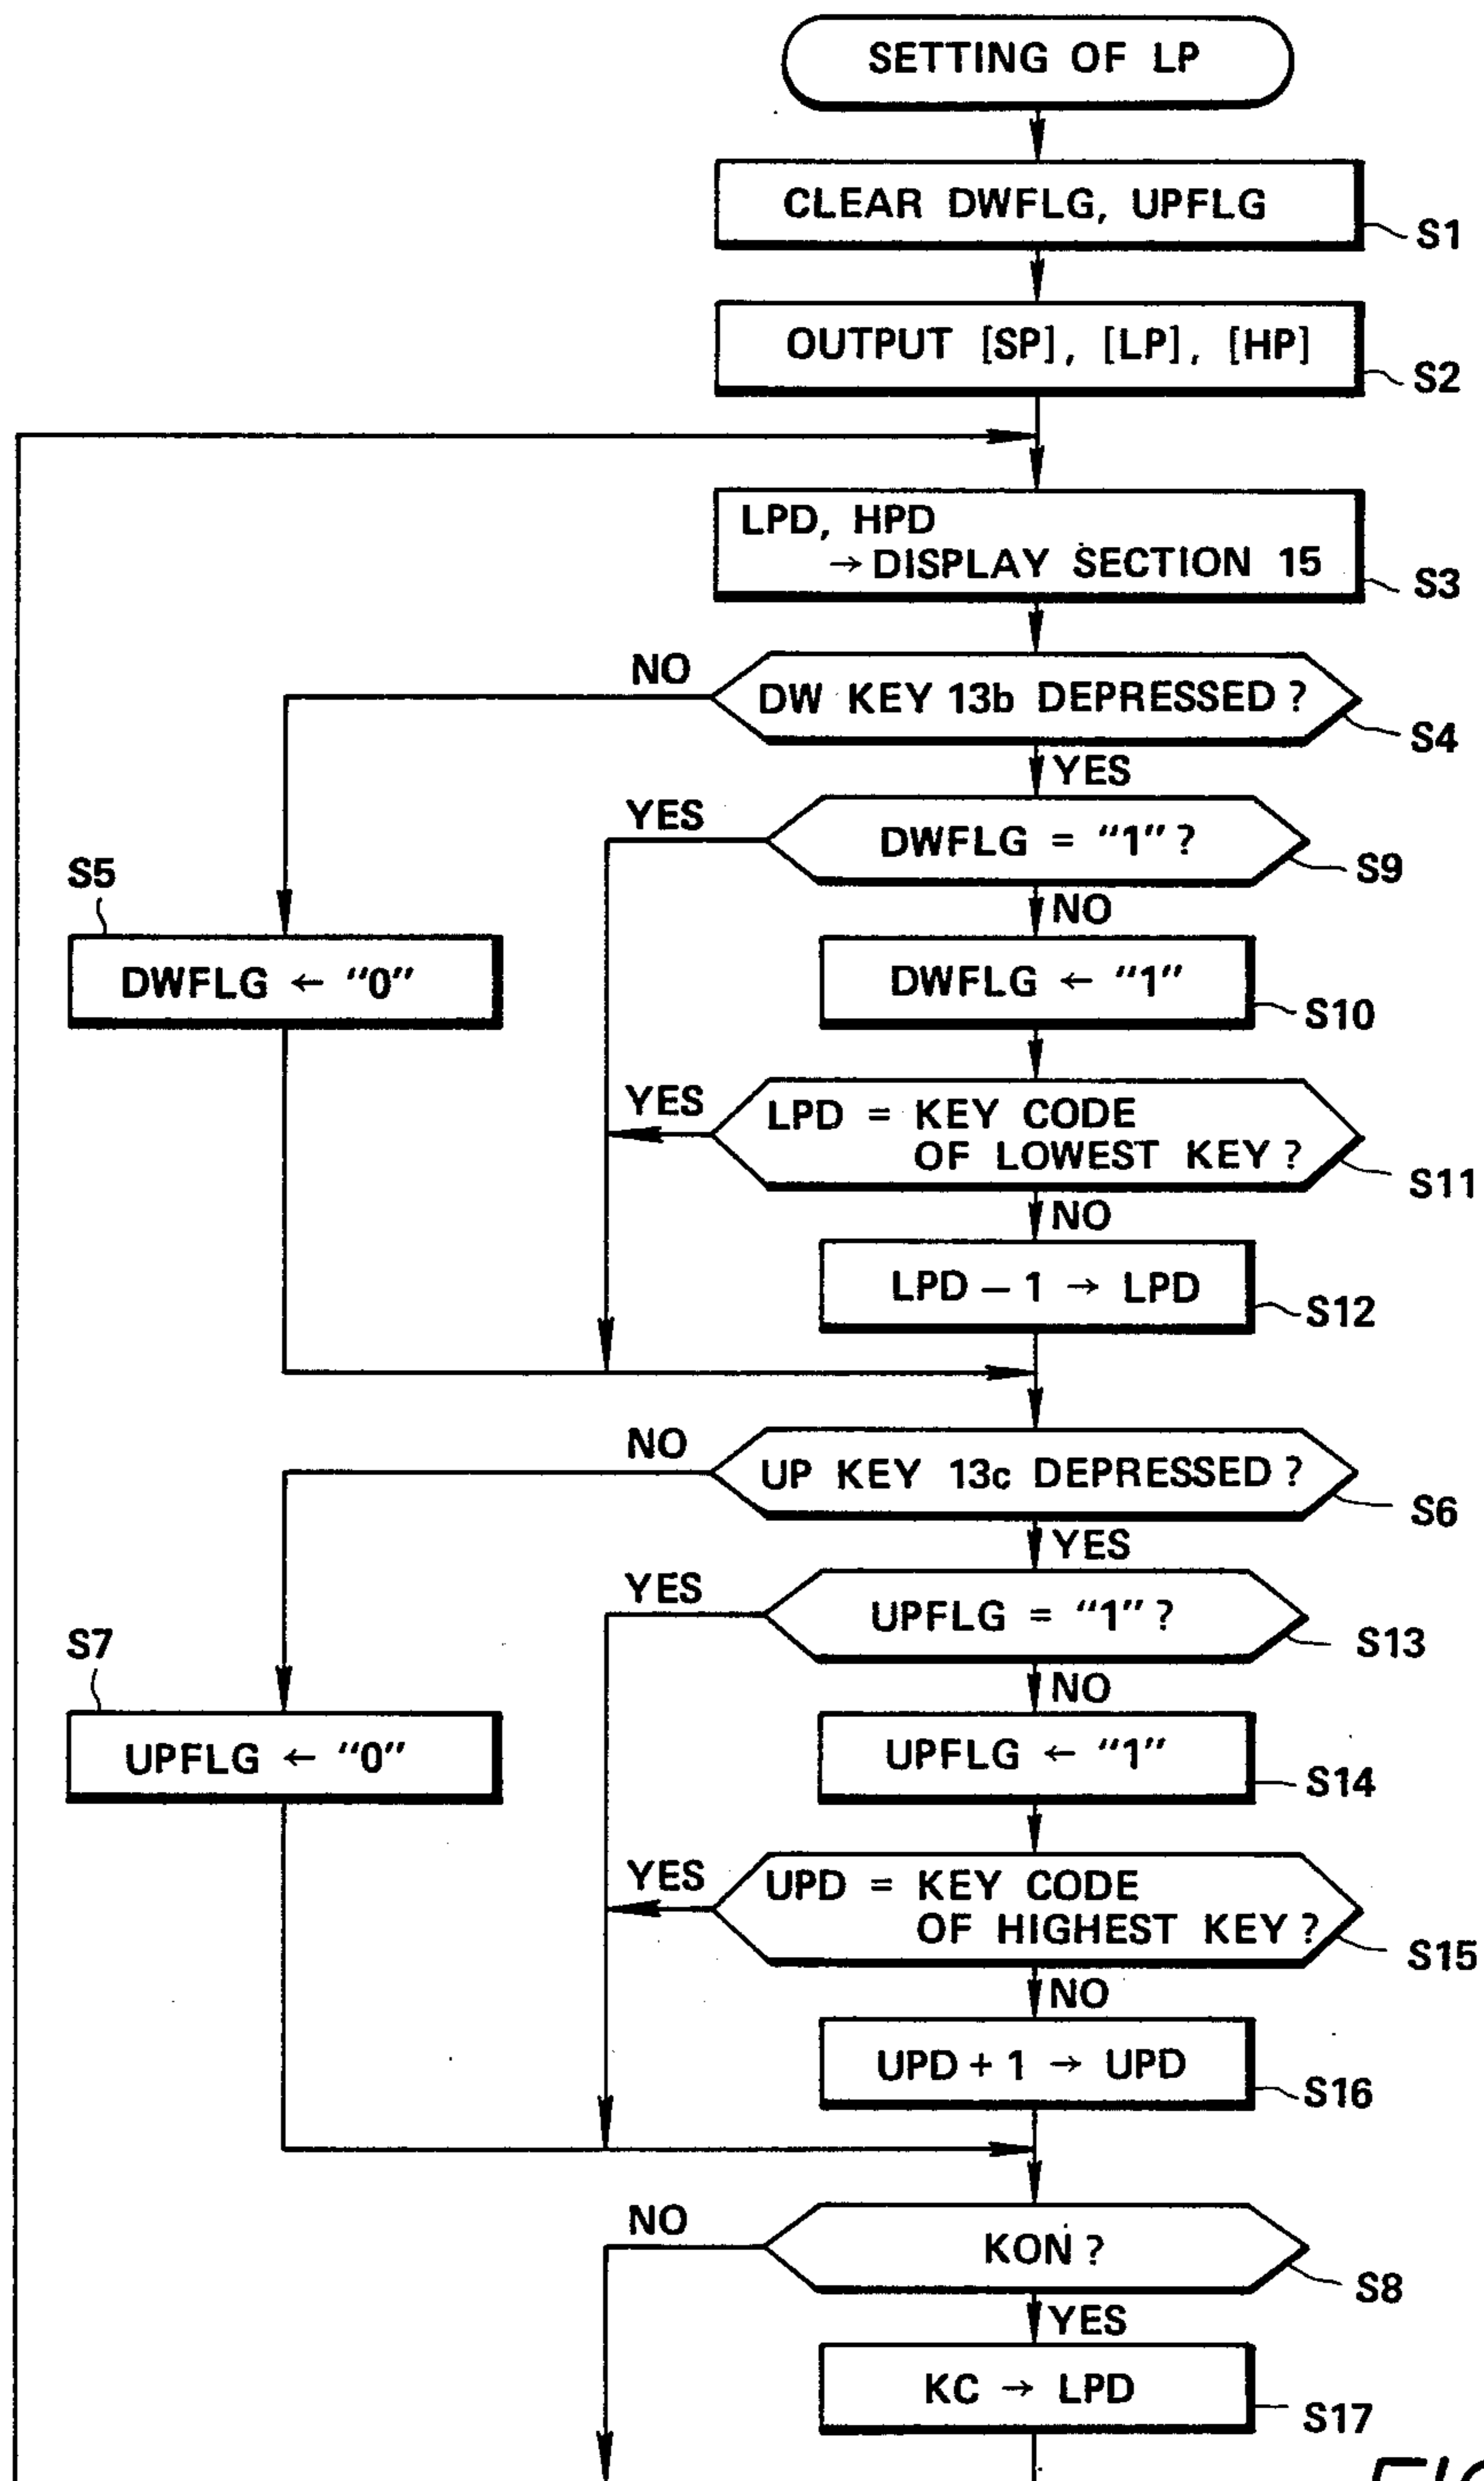 SETTING OF LP
CLEAR DWFLG, UPFLG
S1
OUTPUT [SP], [LP], [HP]
S2
LPD, HPD
→ DISPLAY SECTION 15
S3
NO
DW KEY 13b DEPRESSED ?
S4
YES
YES
DWFLG = "1" ?
S9
NO
S5
DWFLG ← "0"
DWFLG ← "1"
S10
YES
LPD = KEY CODE
OF LOWEST KEY ?
S11
NO
LPD – 1 → LPD
S12
NO
UP KEY 13c DEPRESSED ?
S6
YES
YES
UPFLG = "1" ?
S13
NO
S7
UPFLG ← "0"
UPFLG ← "1"
S14
YES
UPD = KEY CODE
OF HIGHEST KEY ?
S15
NO
UPD + 1 → UPD
S16
NO
KON ?
S8
YES
KC → LPD
S17